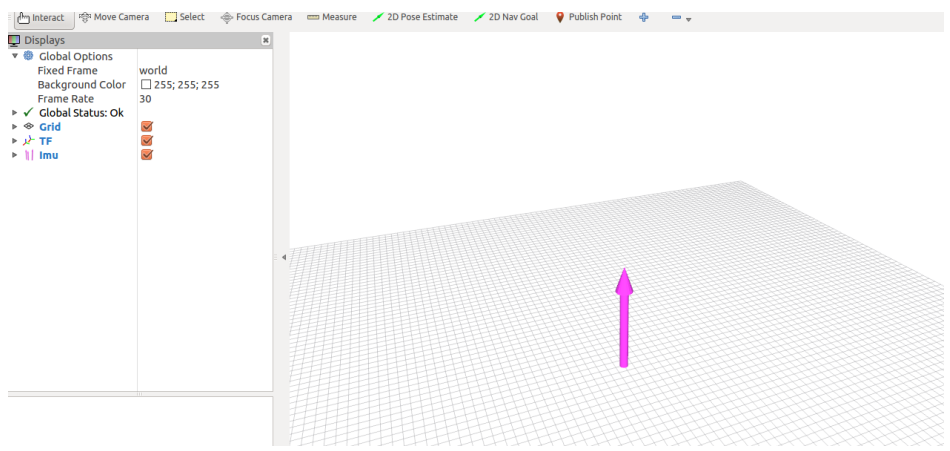 Interact Move Camera Select Focus Camera Measure 2D Pose Estimate 2D Nav Goal Publish Point
Displays
Global Options
Fixed Frame world
Background Color 255; 255; 255
Frame Rate 30
Global Status: Ok
Grid
TF
Imu